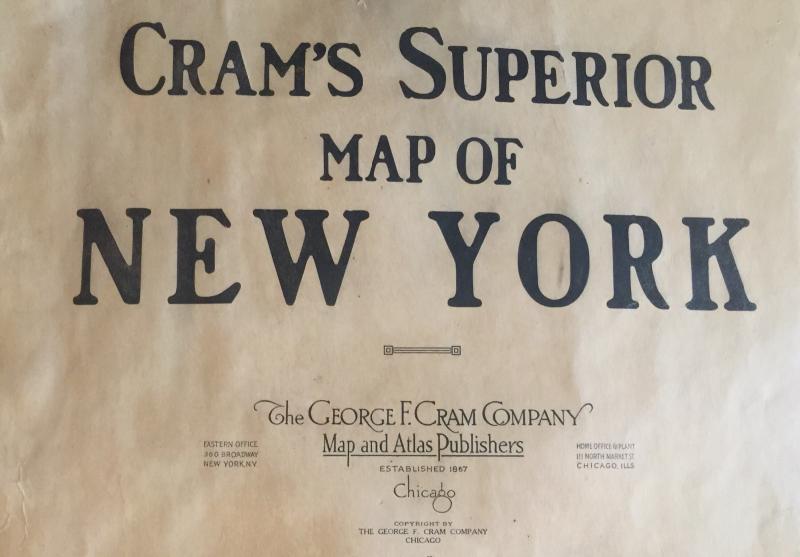 CRAM'S SUPERIOR
MAP OF
NEW YORK
The GEORGE F. CRAM COMPANY
Map and Atlas Publishers
ESTABLISHED 1867
Chicago
EASTERN OFFICE
360 BROADWAY
NEW YORK, N.Y.
HOME OFFICE & PLANT
111 NORTH MARKET ST.
CHICAGO, ILLS
COPYRIGHT BY
THE GEORGE F. CRAM COMPANY
CHICAGO